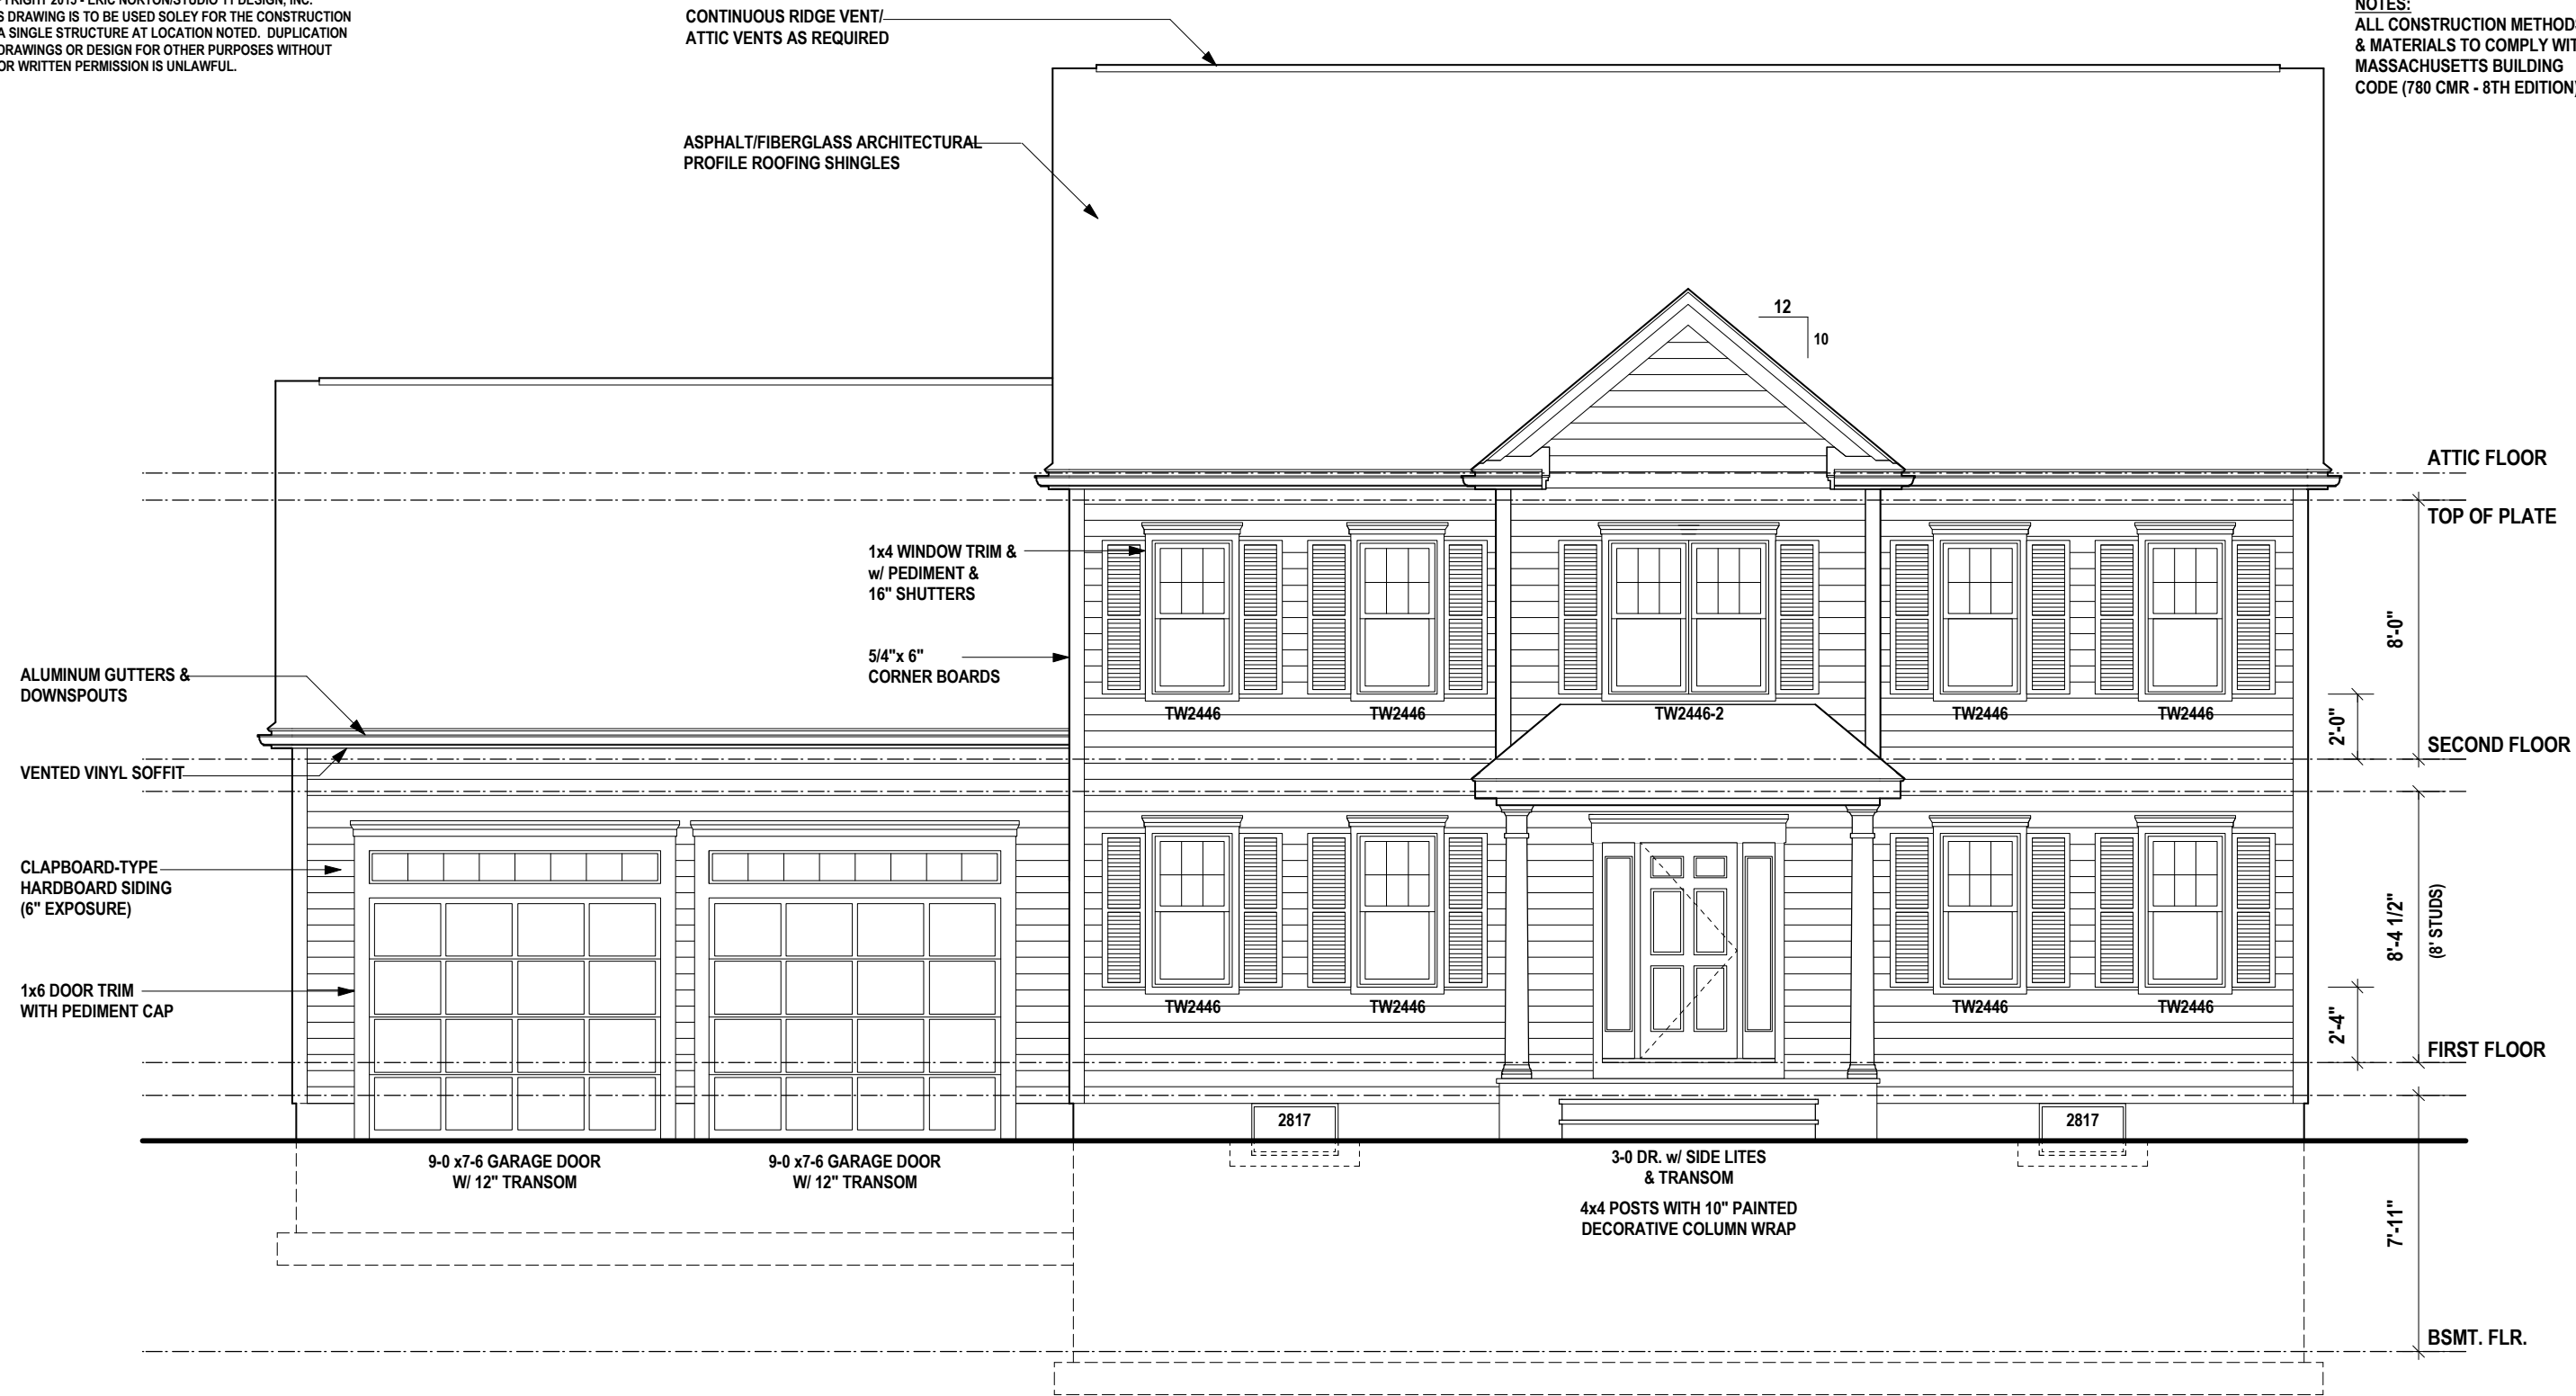 PYRIGHT 2015 - ERIC NORTON/STUDIO 11 DESIGN, INC.
S DRAWING IS TO BE USED SOLEY FOR THE CONSTRUCTION
A SINGLE STRUCTURE AT LOCATION NOTED. DUPLICATION
DRAWINGS OR DESIGN FOR OTHER PURPOSES WITHOUT
OR WRITTEN PERMISSION IS UNLAWFUL.
CONTINUOUS RIDGE VENT/
ATTIC VENTS AS REQUIRED
NOTES:
ALL CONSTRUCTION METHOD
& MATERIALS TO COMPLY WIT
MASSACHUSETTS BUILDING
CODE (780 CMR - 8TH EDITION)
ASPHALT/FIBERGLASS ARCHITECTURAL
PROFILE ROOFING SHINGLES
12
10
ATTIC FLOOR
TOP OF PLATE
1x4 WINDOW TRIM &
w/ PEDIMENT &
16" SHUTTERS
8'-0"
5/4"x 6"
CORNER BOARDS
ALUMINUM GUTTERS &
DOWNSPOUTS
TW2446
TW2446
TW2446-2
TW2446
TW2446
2'-0"
SECOND FLOOR
VENTED VINYL SOFFIT
CLAPBOARD-TYPE
HARDBOARD SIDING
(6" EXPOSURE)
8'-4 1/2"
(8' STUDS)
1x6 DOOR TRIM
WITH PEDIMENT CAP
TW2446
TW2446
TW2446
TW2446
2'-4"
FIRST FLOOR
2817
2817
9-0 x7-6 GARAGE DOOR
W/ 12" TRANSOM
9-0 x7-6 GARAGE DOOR
W/ 12" TRANSOM
3-0 DR. w/ SIDE LITES
& TRANSOM
4x4 POSTS WITH 10" PAINTED
DECORATIVE COLUMN WRAP
7'-11"
BSMT. FLR.